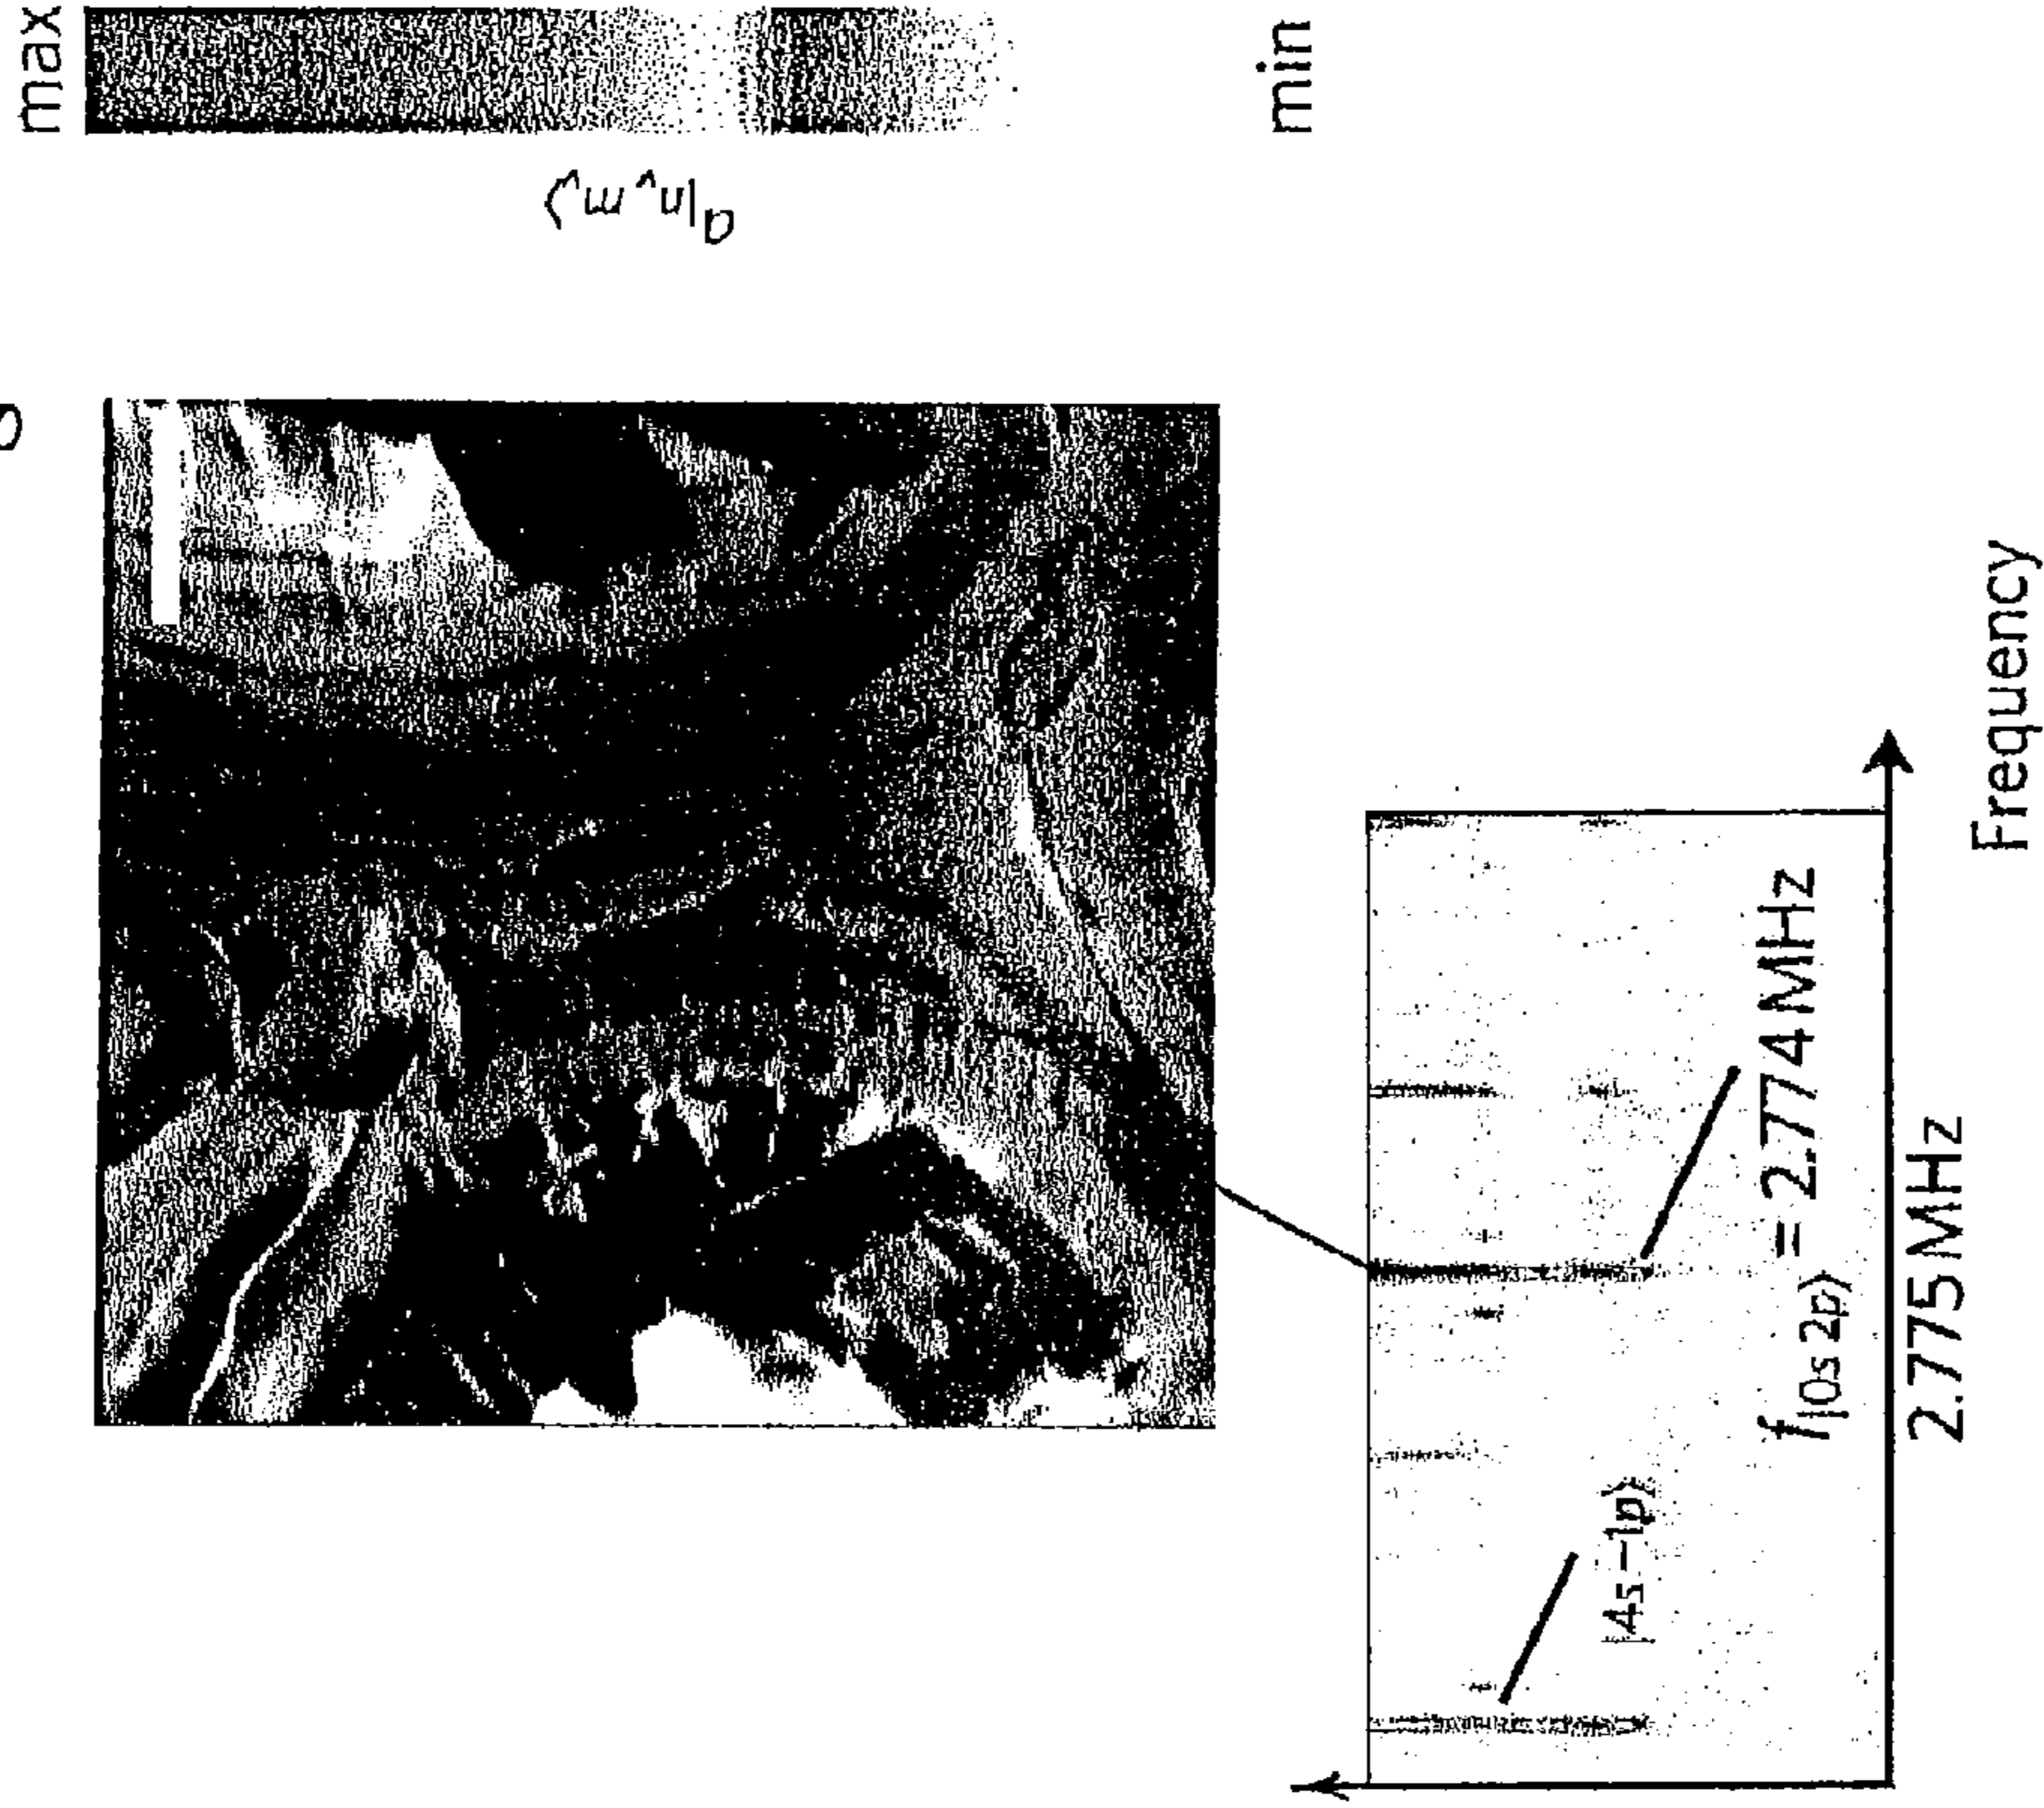 max
a|n, m⟩
min
|4s−1p⟩
f|0s 2p⟩ = 2.774 MHz
2.775 MHz
Frequency